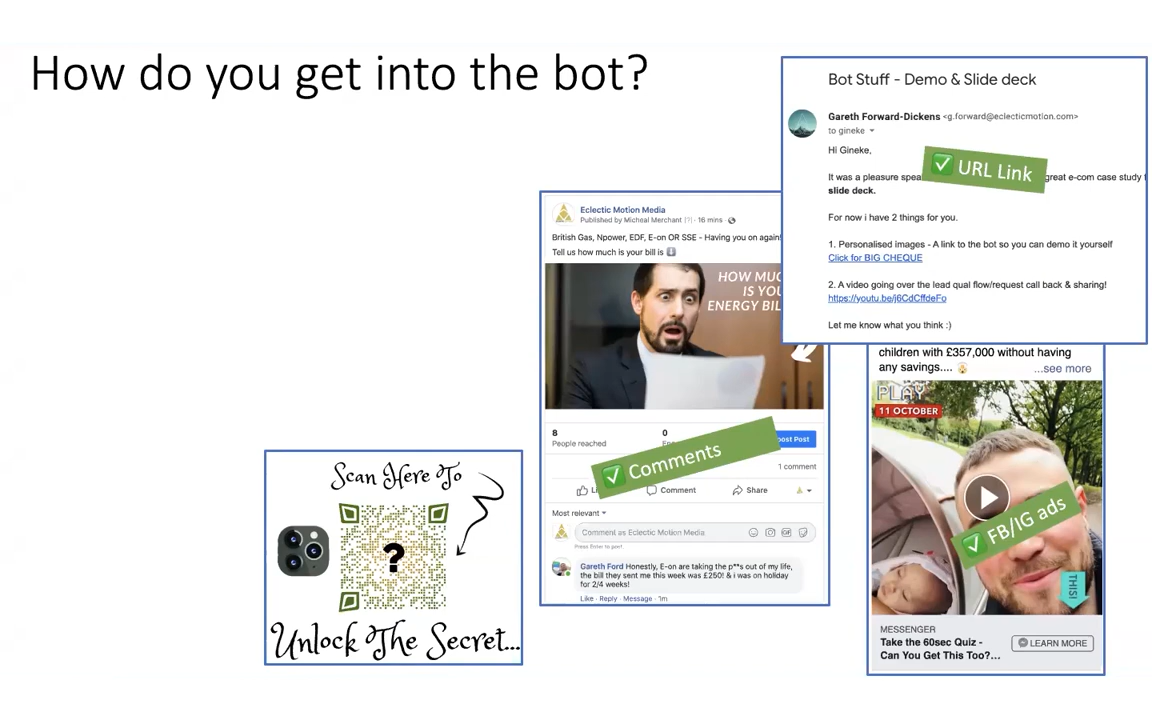 How do you get into the bot?
Bot Stuff - Demo & Slide deck
Gareth Forward-Dickens <g.forward@eclecticmotion.com>
to gineke
Hi Gineke,
It was a pleasure spea
great e-com case study
slide deck.
✅ URL Link
For now i have 2 things for you.
1. Personalised images - A link to the bot so you can demo it yourself
Click for BIG CHEQUE
2. A video going over the lead qual flow/request call back & sharing!
https://youtu.be/j6CdCffdeFo
Let me know what you think :)
Eclectic Motion Media
Published by Micheal Merchant [?] · 16 mins ·
British Gas, Npower, EDF, E-on OR SSE - Having you on again!
Tell us how much is your bill is ⬇
HOW MUC
IS YOU
ENERGY BIL
8
People reached
0
En
ost Post
✅ Comments
1 comment
Li
Comment
Share
Most relevant
Comment as Eclectic Motion Media
Press Enter to post.
Gareth Ford Honestly, E-on are taking the p**s out of my life,
the bill they sent me this week was £250! & i was on holiday
for 2/4 weeks!
Like · Reply · Message · 1m
children with £357,000 without having
any savings.... ...see more
PLAY
11 OCTOBER
✅ FB/IG ads
THIS!
MESSENGER
Take the 60sec Quiz -
Can You Get This Too?...
LEARN MORE
Scan Here To
?
Unlock The Secret...